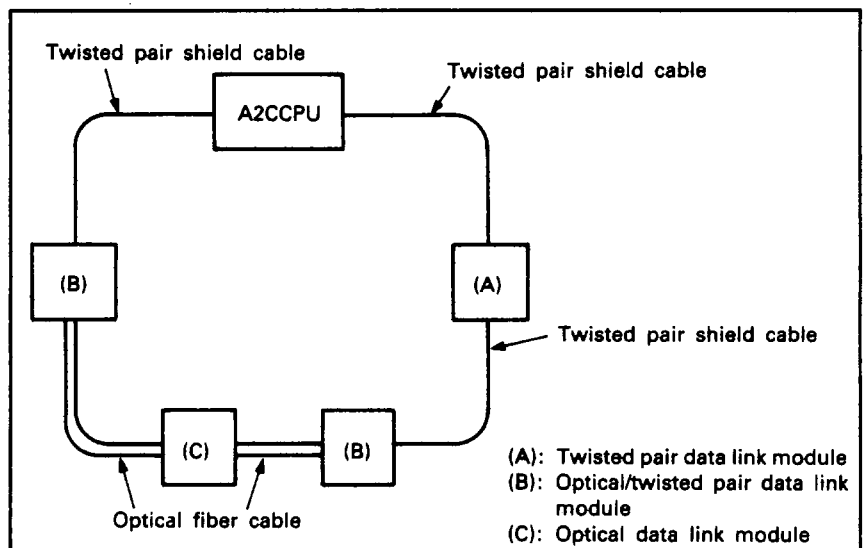 Twisted pair shield cable
Twisted pair shield cable
A2CCPU
(B)
(A)
Twisted pair shield cable
(C)
(B)
Optical fiber cable
(A): Twisted pair data link module
(B): Optical/twisted pair data link
module
(C): Optical data link module